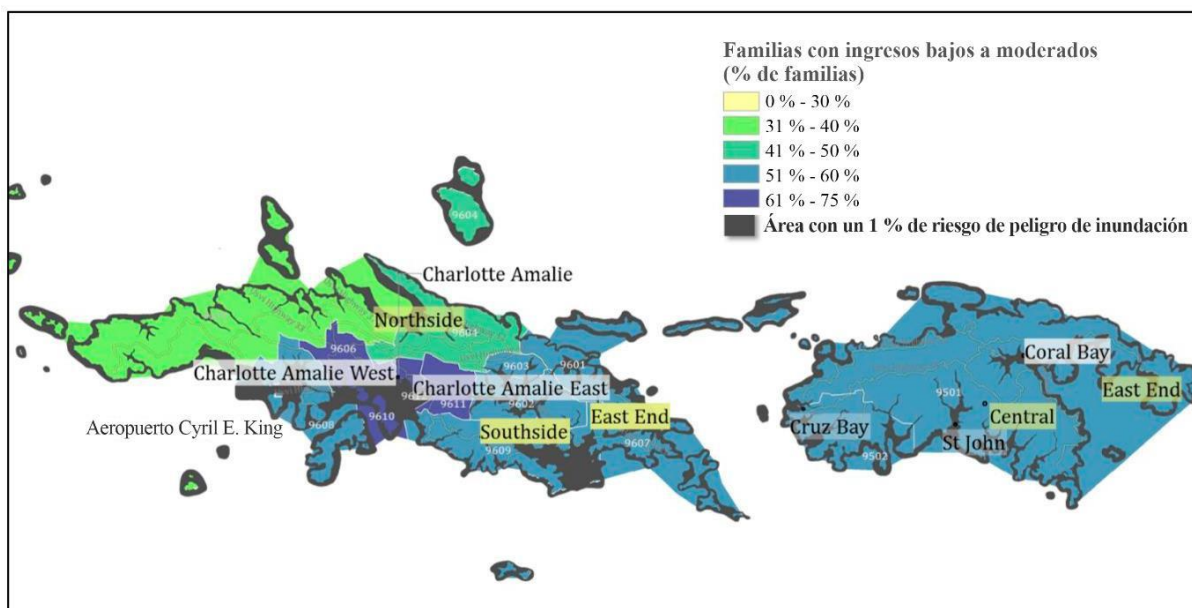 Familias con ingresos bajos a moderados
(% de familias)
0 % - 30 %
31 % - 40 %
41 % - 50 %
51 % - 60 %
61 % - 75 %
Área con un 1 % de riesgo de peligro de inundación
9604
Charlotte Amalie
Northside
9604
9606
9603
9601
Coral Bay
Charlotte Amalie West
Charlotte Amalie East
East End
9501
9611
9602
East End
Central
9610
Cruz Bay
Aeropuerto Cyril E. King
9608
Southside
9607
St John
9609
9502